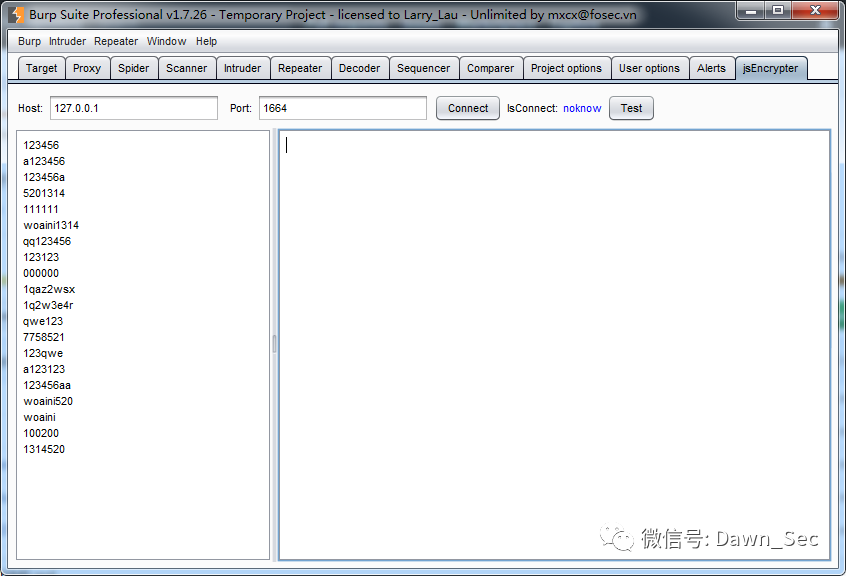 Burp Suite Professional v1.7.26 - Temporary Project - licensed to Larry_Lau - Unlimited by mxcx@fosec.vn
Burp Intruder Repeater Window Help
Target Proxy Spider Scanner Intruder Repeater Decoder Sequencer Comparer Project options User options Alerts jsEncrypter
Host: 127.0.0.1 Port: 1664 Connect IsConnect: noknow Test
123456
a123456
123456a
5201314
111111
woaini1314
qq123456
123123
000000
1qaz2wsx
1q2w3e4r
qwe123
7758521
123qwe
a123123
123456aa
woaini520
woaini
100200
1314520
微信号: Dawn_Sec